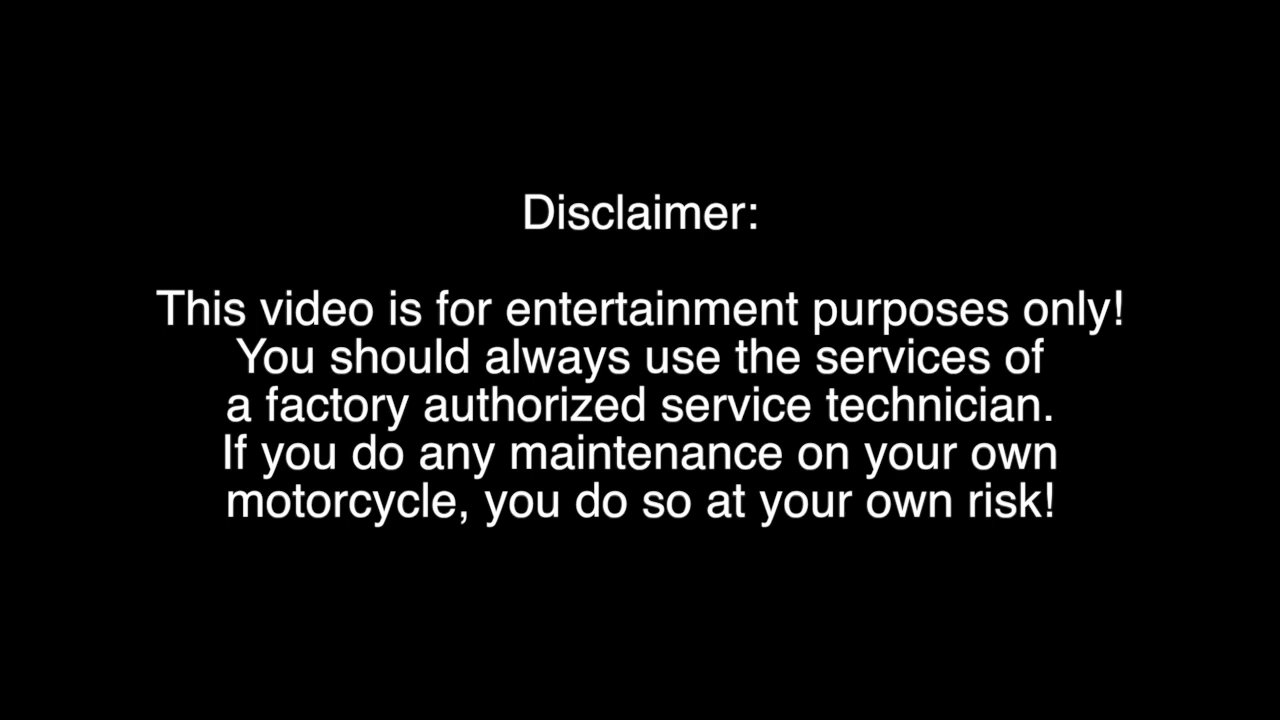 Disclaimer:
This video is for entertainment purposes only!
You should always use the services of
a factory authorized service technician.
If you do any maintenance on your own
motorcycle, you do so at your own risk!